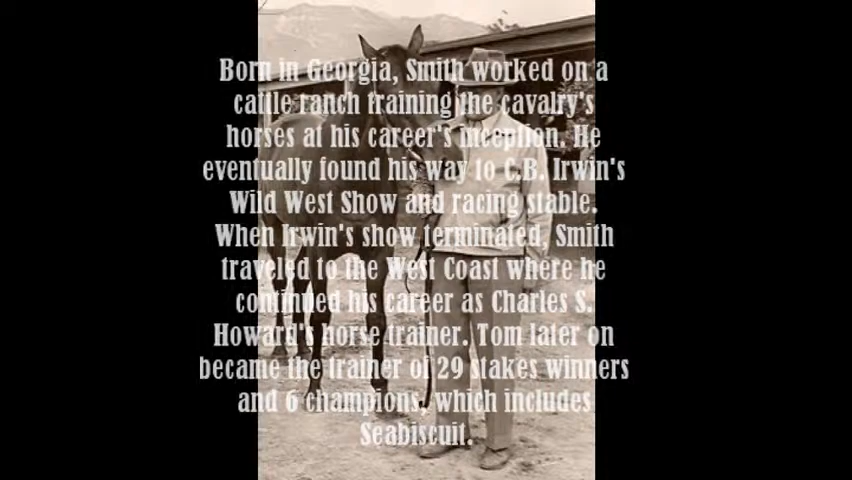 Born in Georgia, Smith worked on a
cattle ranch training the cavalry's
horses at his career's inception. He
eventually found his way to C.B. Irwin's
Wild West Show and racing stable.
When Irwin's show terminated, Smith
traveled to the West Coast where he
continued his career as Charles S.
Howard's horse trainer. Tom later on
became the trainer of 29 stakes winners
and 6 champions, which includes
Seabiscuit.